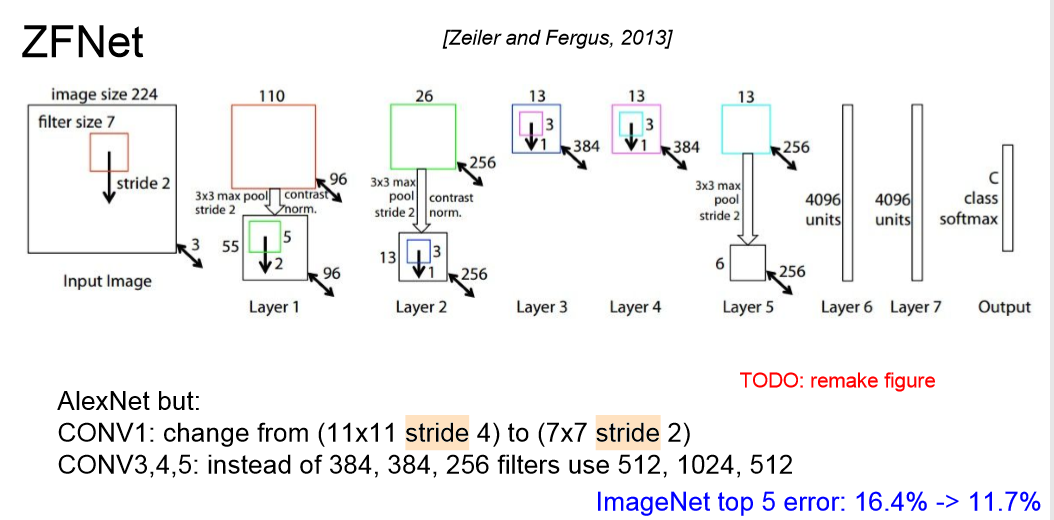 ZFNet
[Zeiler and Fergus, 2013]
image size 224
filter size 7
stride 2
3
Input Image
110
96
3x3 max pool
stride 2
contrast
norm.
55
5
2
96
Layer 1
26
256
3x3 max
pool
stride 2
contrast
norm.
13
3
1
256
Layer 2
13
3
1
384
Layer 3
13
3
1
384
Layer 4
13
256
3x3 max
pool
stride 2
6
256
Layer 5
4096
units
Layer 6
4096
units
Layer 7
C
class
softmax
Output
TODO: remake figure
AlexNet but:
CONV1: change from (11x11 stride 4) to (7x7 stride 2)
CONV3,4,5: instead of 384, 384, 256 filters use 512, 1024, 512
ImageNet top 5 error: 16.4% -> 11.7%